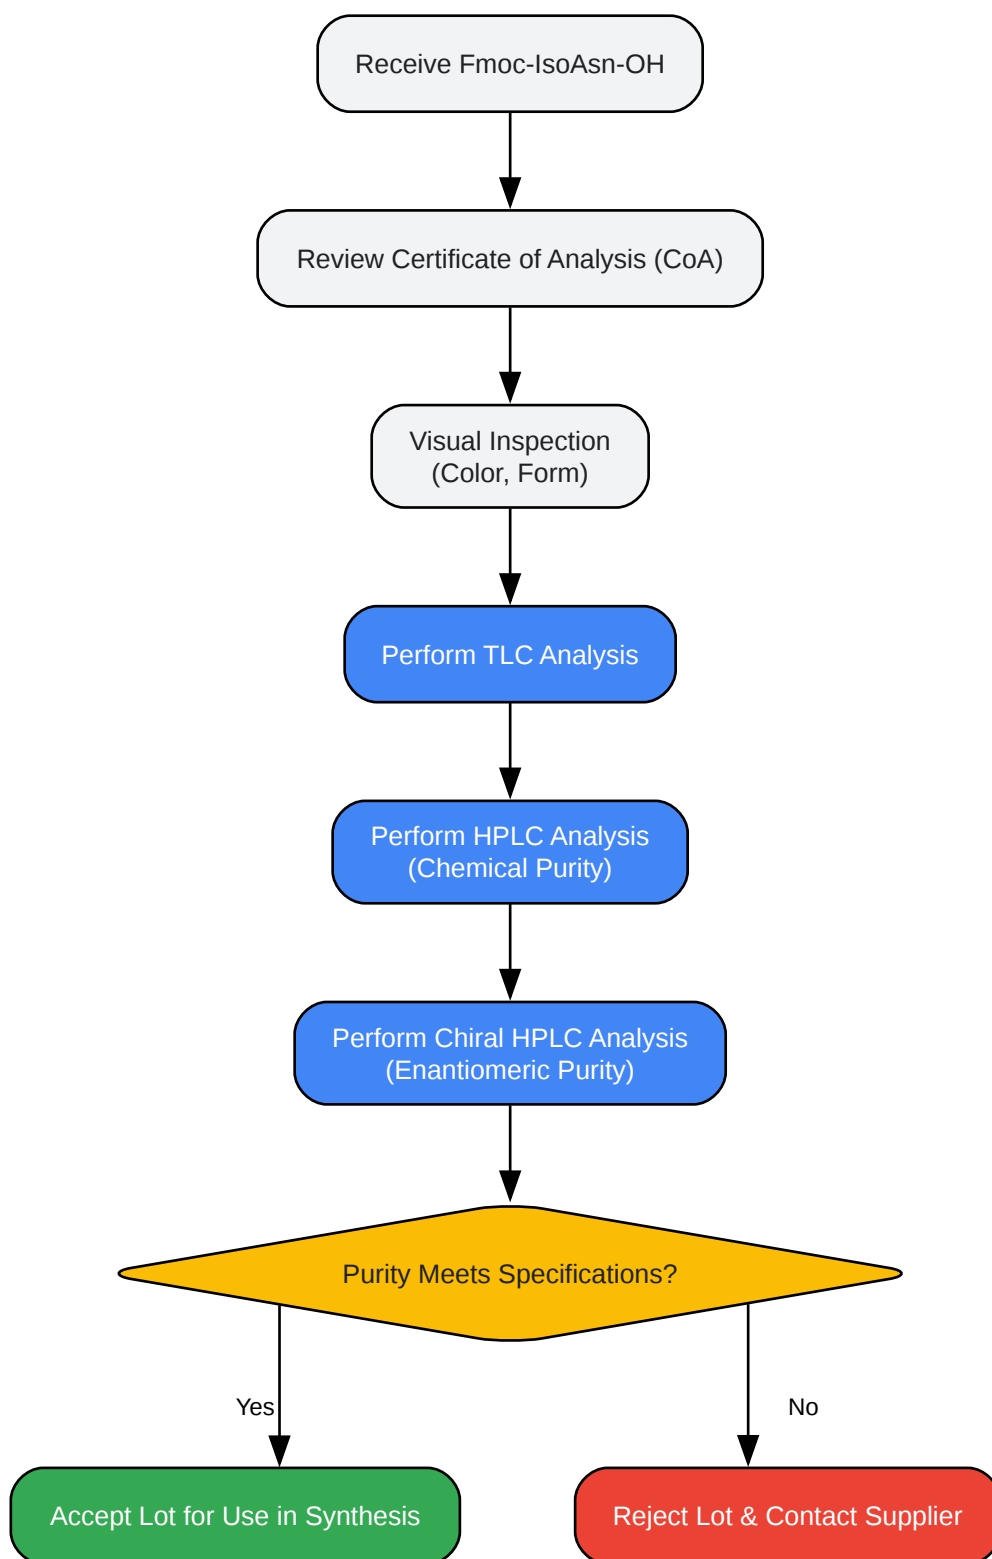 Receive Fmoc-IsoAsn-OH
Review Certificate of Analysis (CoA)
Visual Inspection
(Color, Form)
Perform TLC Analysis
Perform HPLC Analysis
(Chemical Purity)
Perform Chiral HPLC Analysis
(Enantiomeric Purity)
Purity Meets Specifications?
Yes
No
Accept Lot for Use in Synthesis
Reject Lot & Contact Supplier